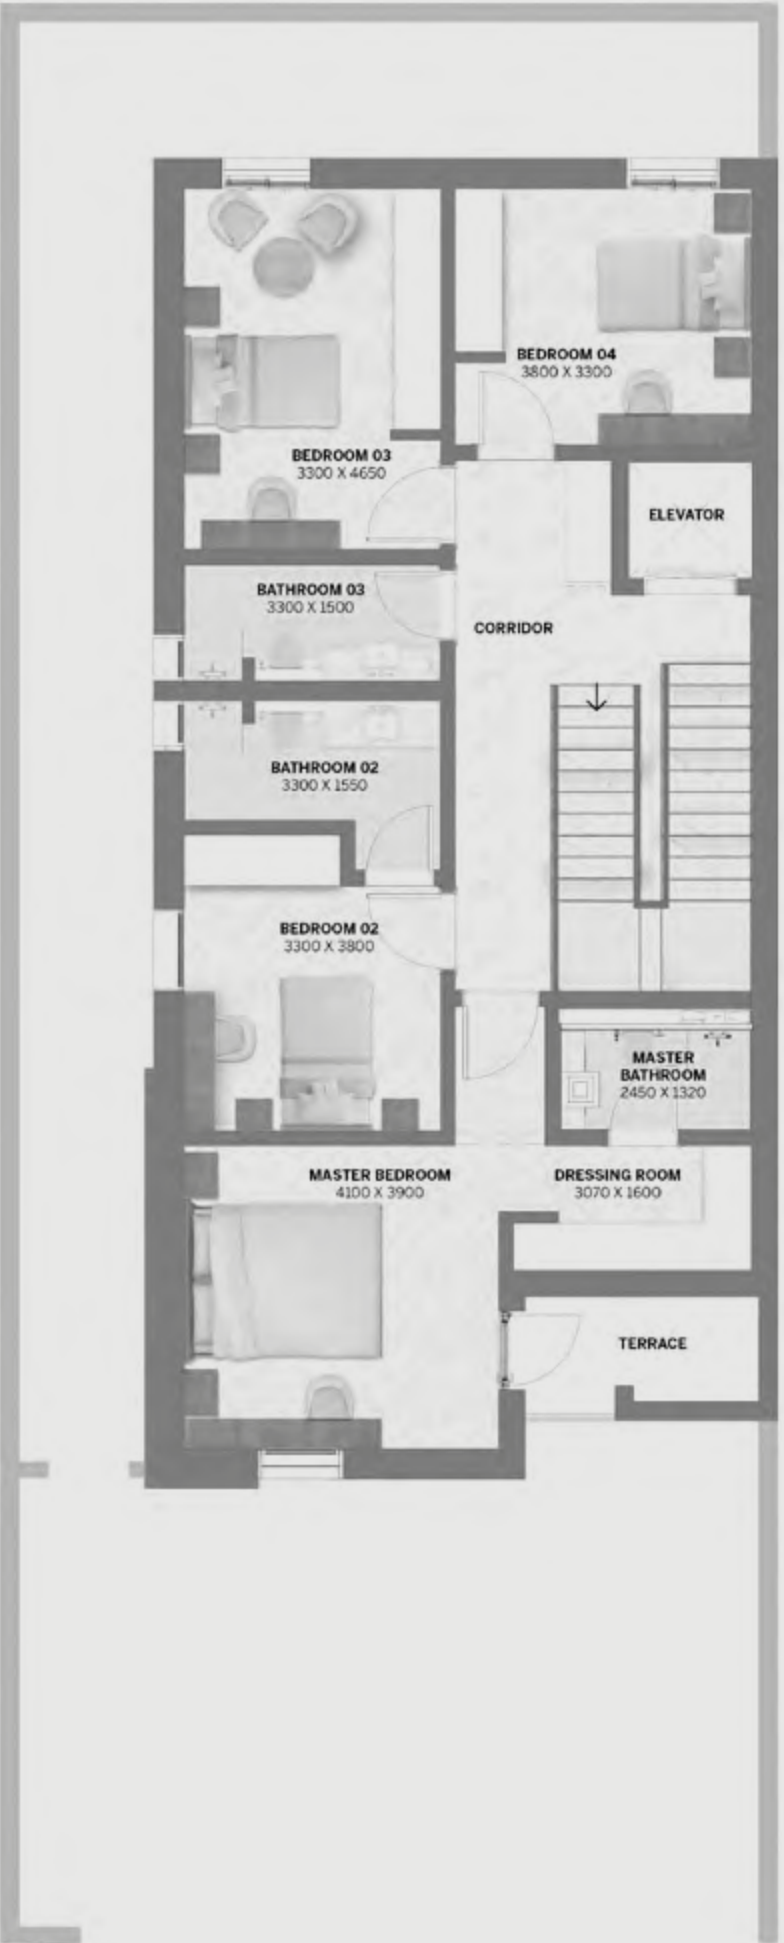 BEDROOM 04
3800 X 3300
BEDROOM 03
3300 X 4650
ELEVATOR
BATHROOM 03
3300 X 1500
CORRIDOR
BATHROOM 02
3300 X 1550
BEDROOM 02
3300 X 3800
MASTER
BATHROOM
2450 X 1320
MASTER BEDROOM
4100 X 3900
DRESSING ROOM
3070 X 1600
TERRACE